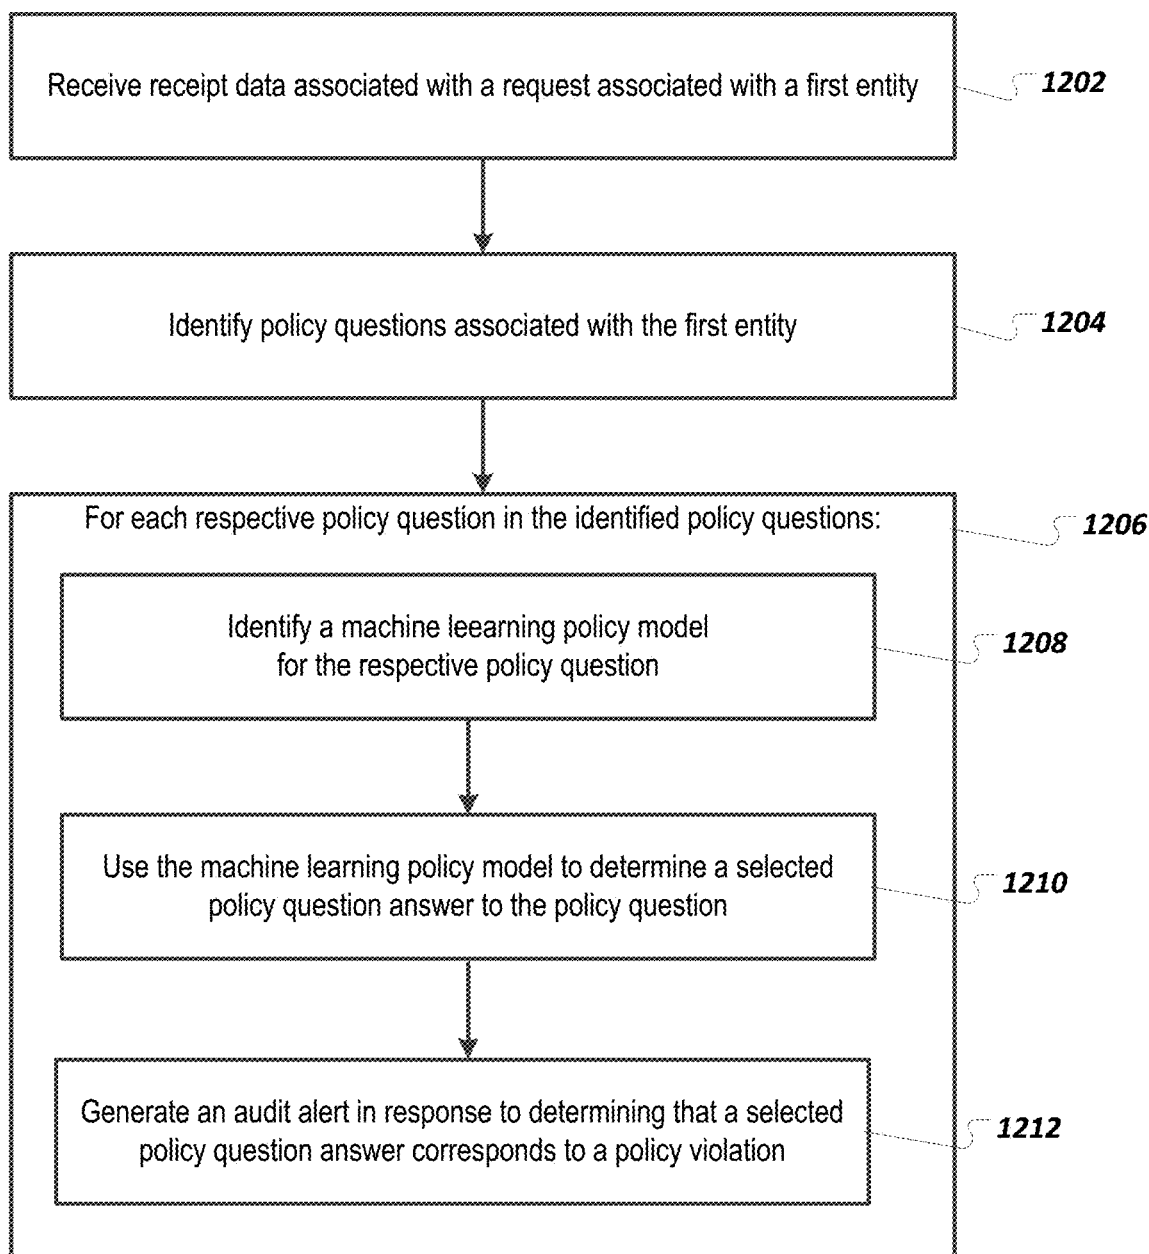 Receive receipt data associated with a request associated with a first entity
1202
Identify policy questions associated with the first entity
1204
For each respective policy question in the identified policy questions:
1206
Identify a machine leearning policy model
for the respective policy question
1208
Use the machine learning policy model to determine a selected
policy question answer to the policy question
1210
Generate an audit alert in response to determining that a selected
policy question answer corresponds to a policy violation
1212